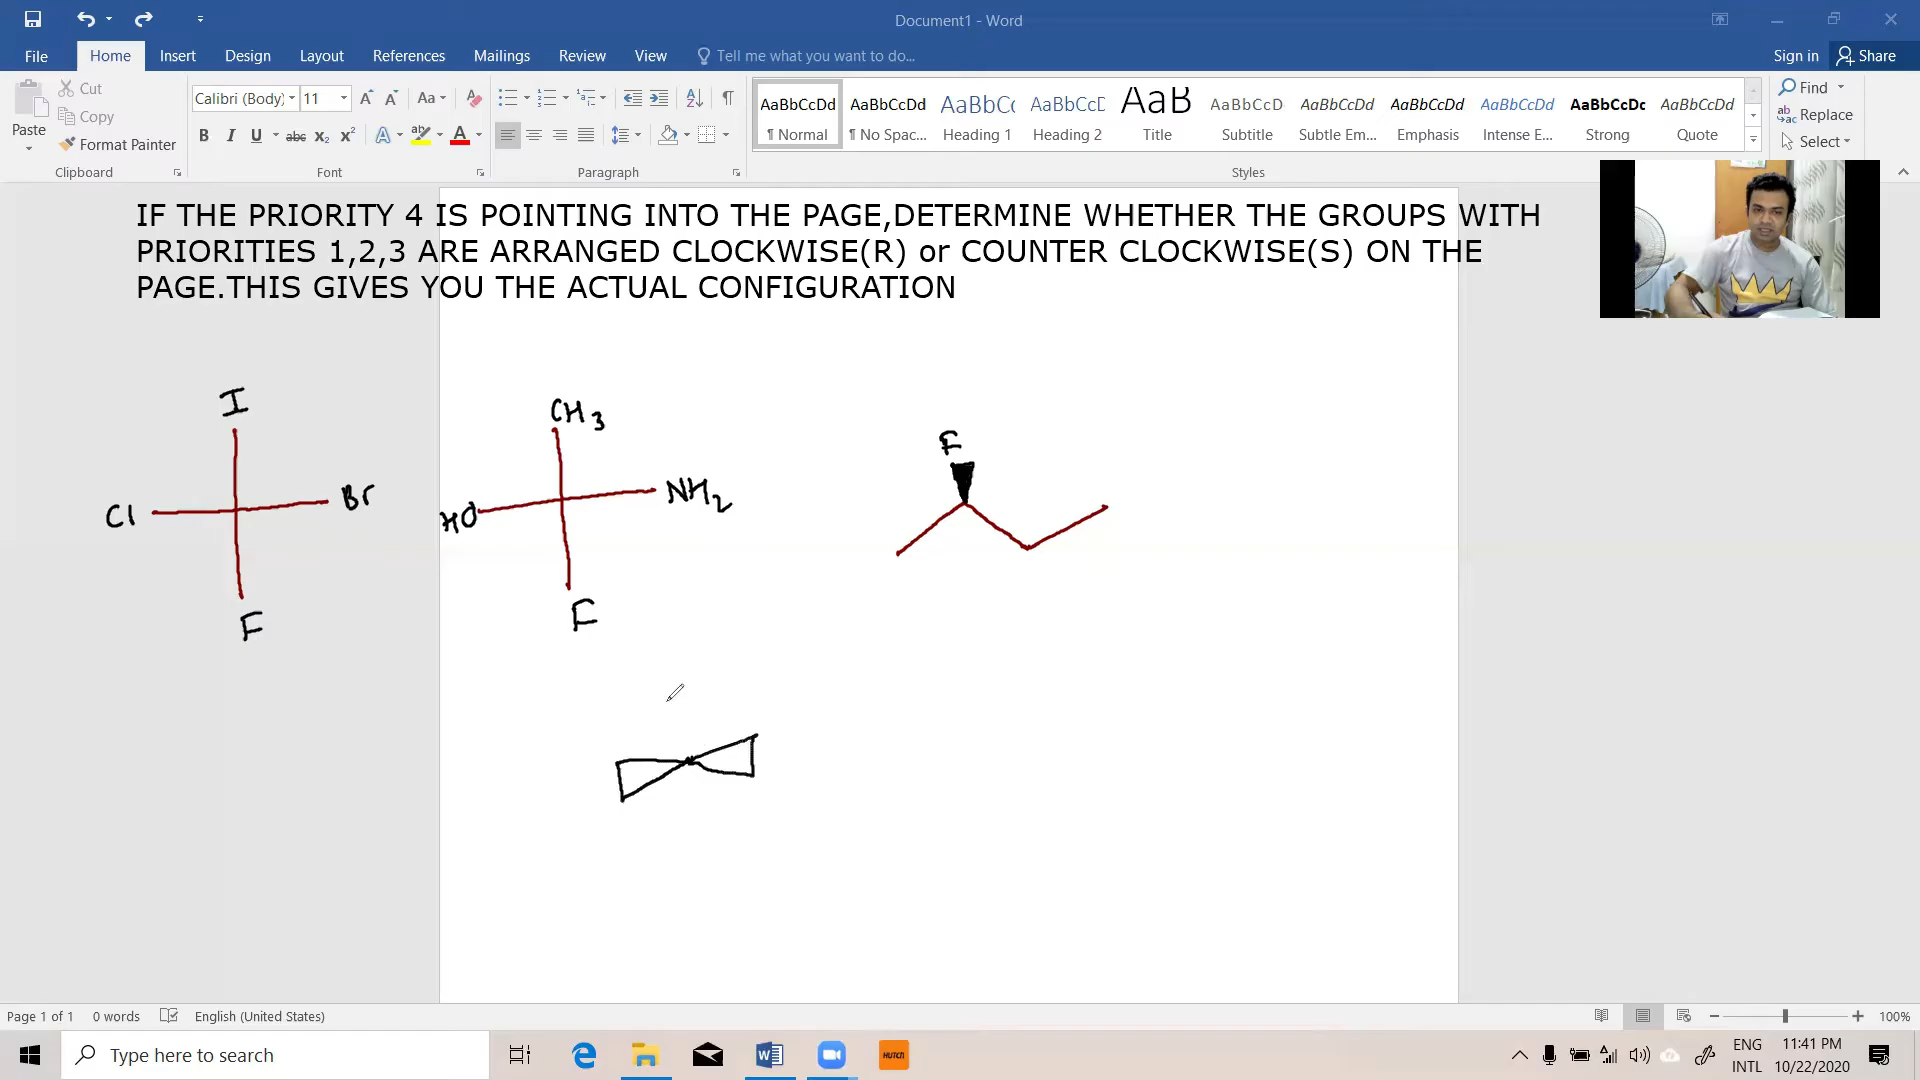 Document1 - Word
File Home Insert Design Layout References Mailings Review View Tell me what you want to do... Sign in Share
Paste Cut Copy Format Painter
Calibri (Body) 11
AaBbCcDd AaBbCcDd AaBbCc AaBbCcD AaB AaBbCcD AaBbCcDd AaBbCcDd AaBbCcDd AaBbCcDc AaBbCcDd
¶ Normal ¶ No Spac... Heading 1 Heading 2 Title Subtitle Subtle Em... Emphasis Intense E... Strong Quote
Find Replace Select
Clipboard Font Paragraph Styles
IF THE PRIORITY 4 IS POINTING INTO THE PAGE,DETERMINE WHETHER THE GROUPS WITH
PRIORITIES 1,2,3 ARE ARRANGED CLOCKWISE(R) or COUNTER CLOCKWISE(S) ON THE
PAGE.THIS GIVES YOU THE ACTUAL CONFIGURATION
I
Cl Br
F
CH3
HO NH2
F
F
Page 1 of 1 0 words English (United States) 100%
Type here to search
HUTCH
ENG 11:41 PM
INTL 10/22/2020